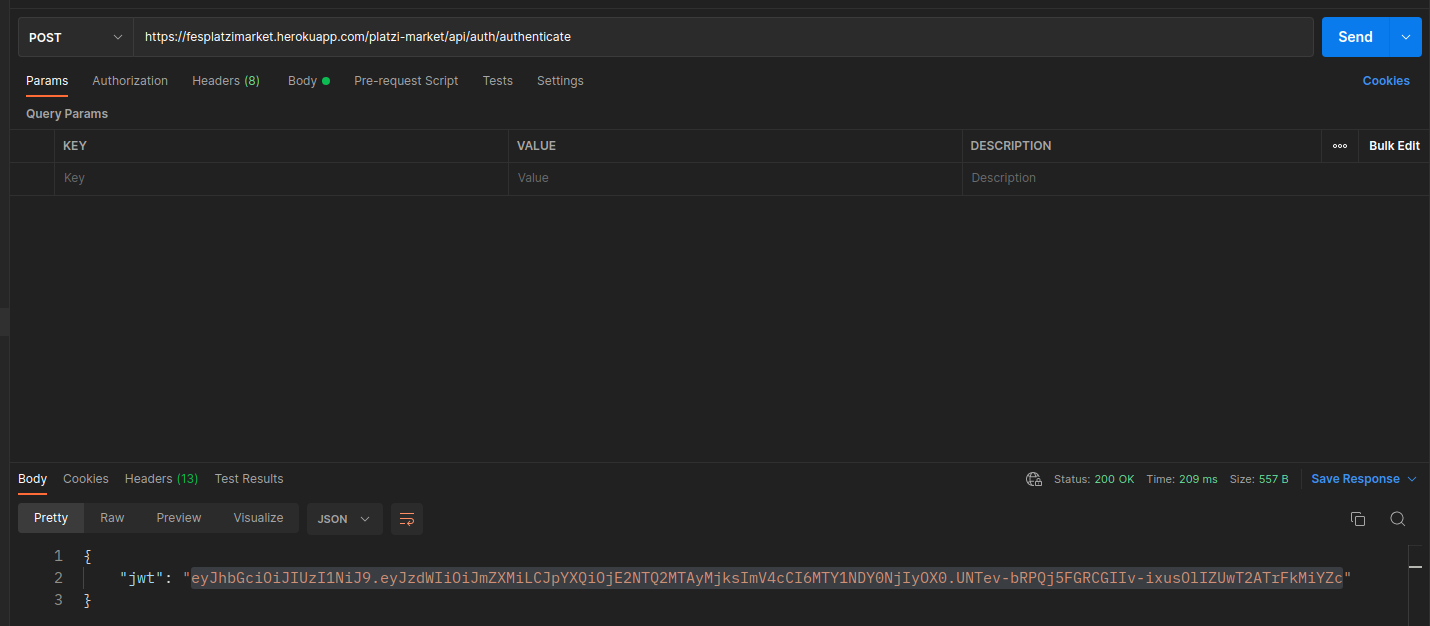 POST https://fesplatzimarket.herokuapp.com/platzi-market/api/auth/authenticate Send
Params Authorization Headers (8) Body Pre-request Script Tests Settings Cookies
Query Params
KEY VALUE DESCRIPTION ooo Bulk Edit
Key Value Description
Body Cookies Headers (13) Test Results Status: 200 OK Time: 209 ms Size: 557 B Save Response
Pretty Raw Preview Visualize JSON
1 {
2 "jwt": "eyJhbGciOiJIUzI1NiJ9.eyJzdWIiOiJmZXMiLCJpYXQiOjE2NTQ2MTAyMjksImV4cCI6MTY1NDY0NjIyOX0.UNTev-bRPQj5FGRCGIIv-ixusOlIZUwT2ATrFkMiYZc"
3 }